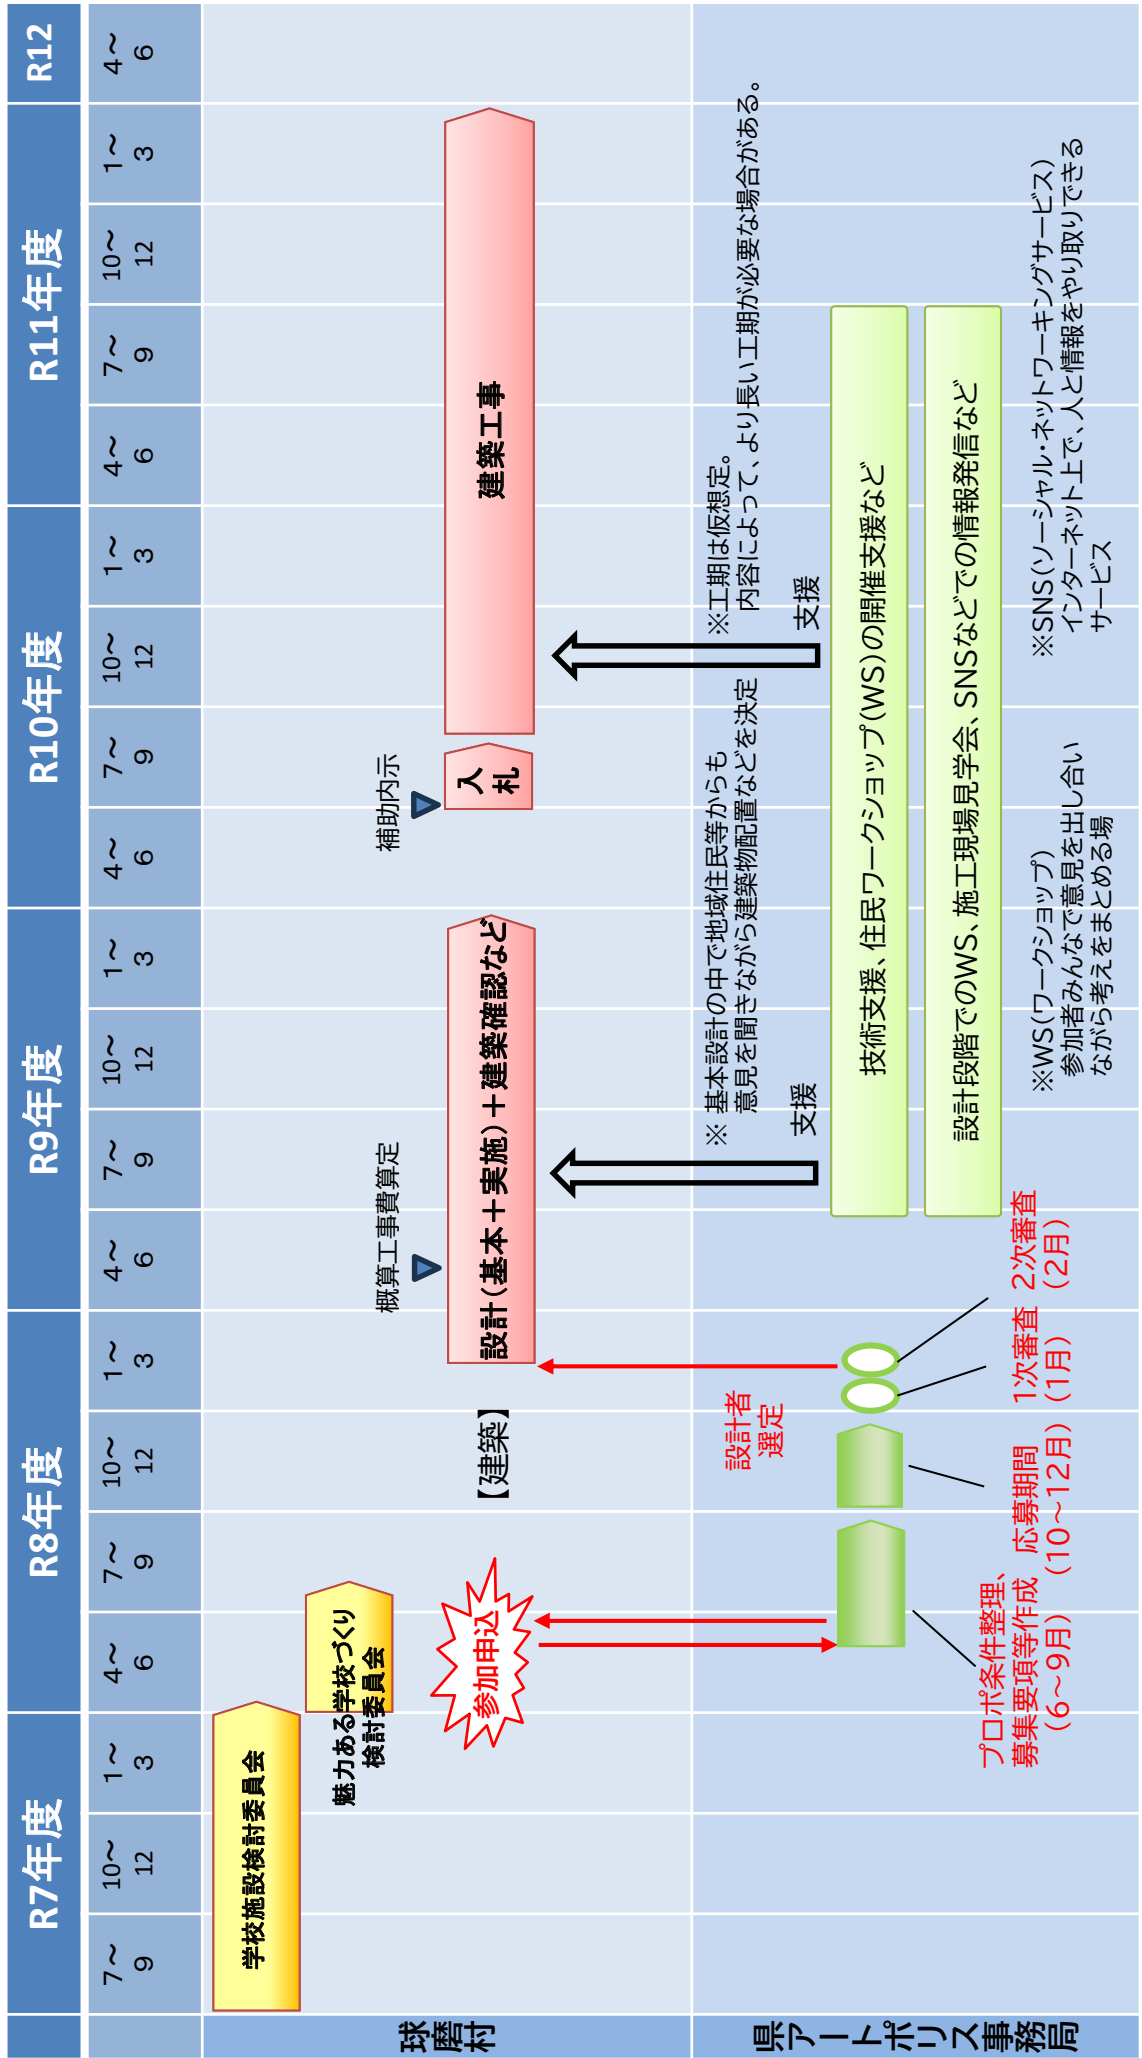 R7年度
R8年度
R9年度
R10年度
R11年度
R12
7～
9
10～
12
1～
3
4～
6
7～
9
10～
12
1～
3
4～
6
7～
9
10～
12
1～
3
4～
6
7～
9
10～
12
1～
3
4～
6
7～
9
10～
12
1～
3
4～
6
球磨村
学校施設検討委員会
魅力ある学校づくり
検討委員会
参加申込
【建築】
概算工事費算定
設計（基本＋実施）＋建築確認など
補助内示
入
札
建築工事
県アートポリス事務局
設計者
選定
※ 基本設計の中で地域住民等からも
意見を聞きながら建築物配置などを決定
※工期は仮想定。
内容によって、より長い工期が必要な場合がある。
支援
支援
技術支援、住民ワークショップ（WS）の開催支援など
設計段階でのWS、施工現場見学会、SNSなどでの情報発信など
プロポ条件整理、
募集要項等作成
（6～9月）
応募期間
（10～12月）
1次審査
（1月）
2次審査
（2月）
※WS（ワークショップ）
参加者みんなで意見を出し合い
ながら考えをまとめる場
※SNS（ソーシャル・ネットワーキングサービス）
インターネット上で、人と情報をやり取りできる
サービス